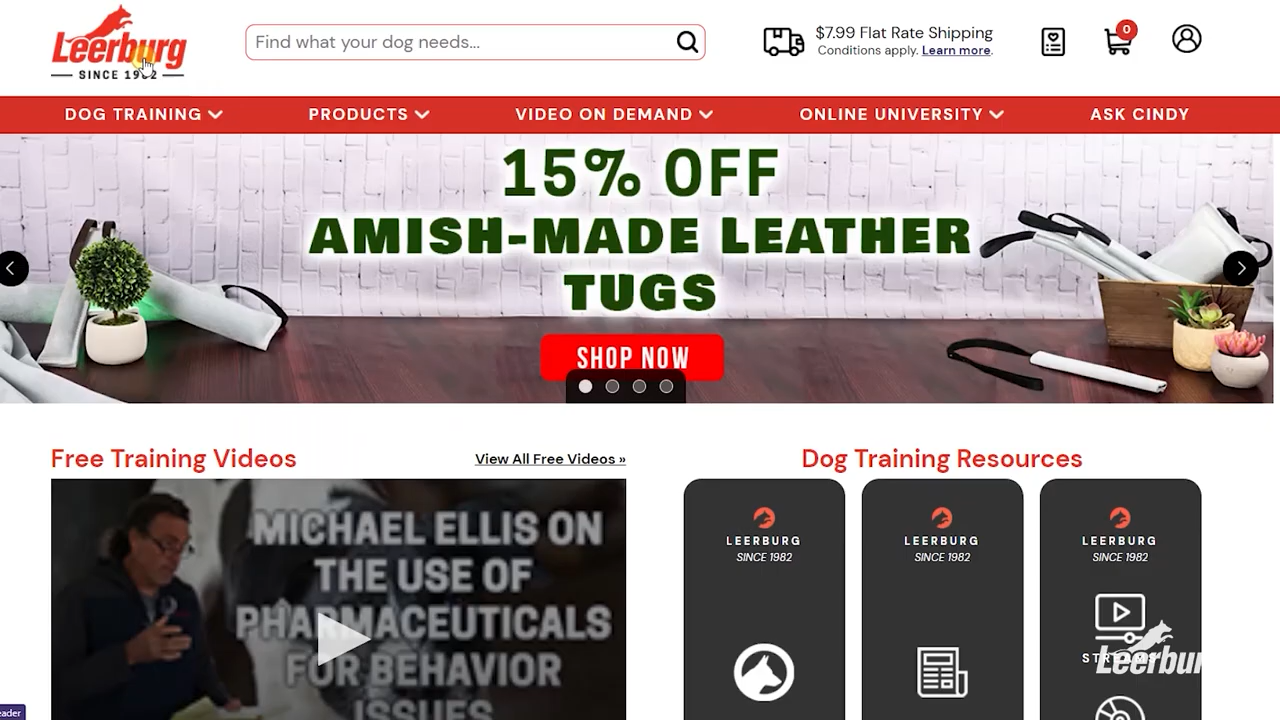 Leerburg
SINCE 1982
Find what your dog needs...
$7.99 Flat Rate Shipping
Conditions apply. Learn more.
0
DOG TRAINING
PRODUCTS
VIDEO ON DEMAND
ONLINE UNIVERSITY
ASK CINDY
15% OFF
AMISH-MADE LEATHER
TUGS
SHOP NOW
Free Training Videos
View All Free Videos »
Dog Training Resources
MICHAEL ELLIS ON
THE USE OF
PHARMACEUTICALS
FOR BEHAVIOR
ISSUES
LEERBURG
SINCE 1982
LEERBURG
SINCE 1982
LEERBURG
SINCE 1982
Leerbur